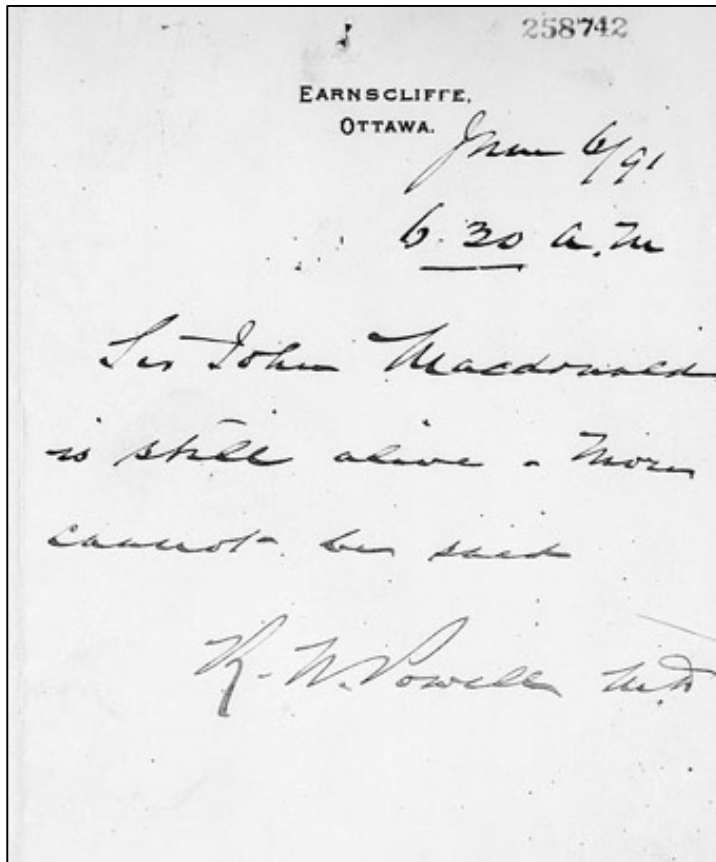 258742
EARNSCLIFFE,
OTTAWA.
June 6/91
6.30 a.m
Sir John Macdonald
is still alive - More
cannot be said
R. W. Powell M.D